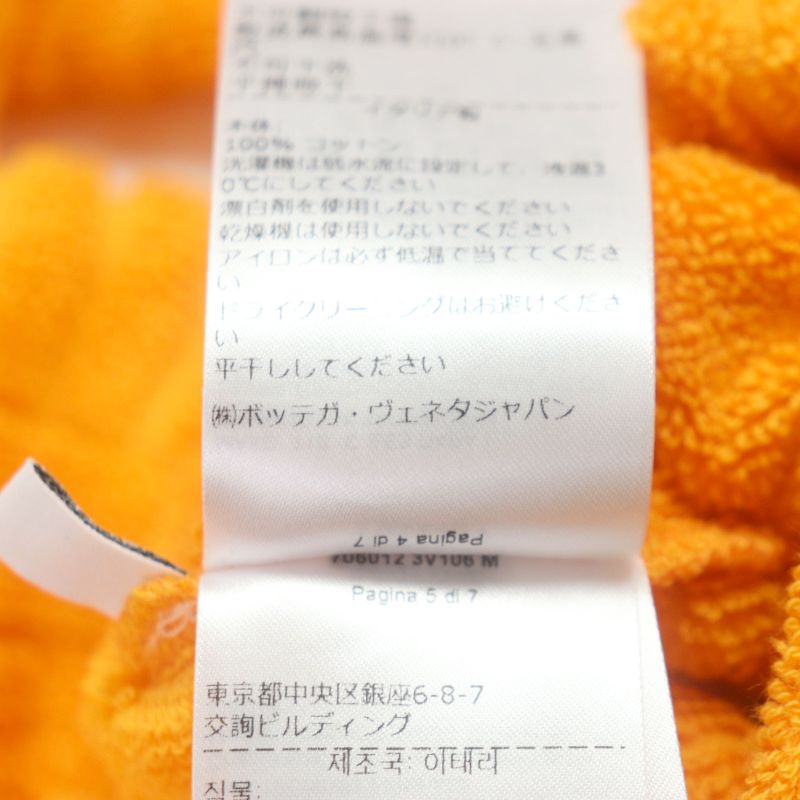 イタリア製
本体:
100% コットン
洗濯機は弱水流に設定して、液温3
0℃にしてください
漂白剤を使用しないでください
乾燥機は使用しないでください
アイロンは必ず低温で当ててくださ
い
ドライクリーニングはお避けくださ
い
平干ししてください
㈱ボッテガ・ヴェネタジャパン
Pagina 4 di 7
706012 3V106 M
Pagina 5 di 7
東京都中央区銀座6-8-7
交詢ビルディング
제조국: 이태리
직물: